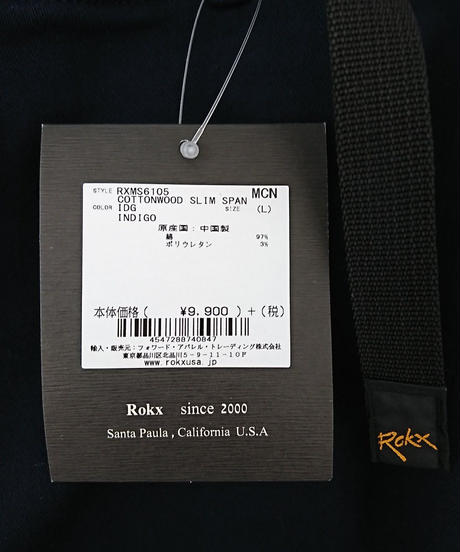 STYLE RXMS6105 MCN
COTTONWOOD SLIM SPAN
COLOR IDG SIZE (L)
INDIGO
原産国：中国製
綿 97%
ポリウレタン 3%
本体価格( ¥9,900 )+(税)
4547288740847
輸入・販売元：フォワード・アパレル・トレーディング株式会社
東京都品川区北品川5-9-11-10F
www.rokxusa.jp
Rokx since 2000
Santa Paula , California U.S.A
Rokx